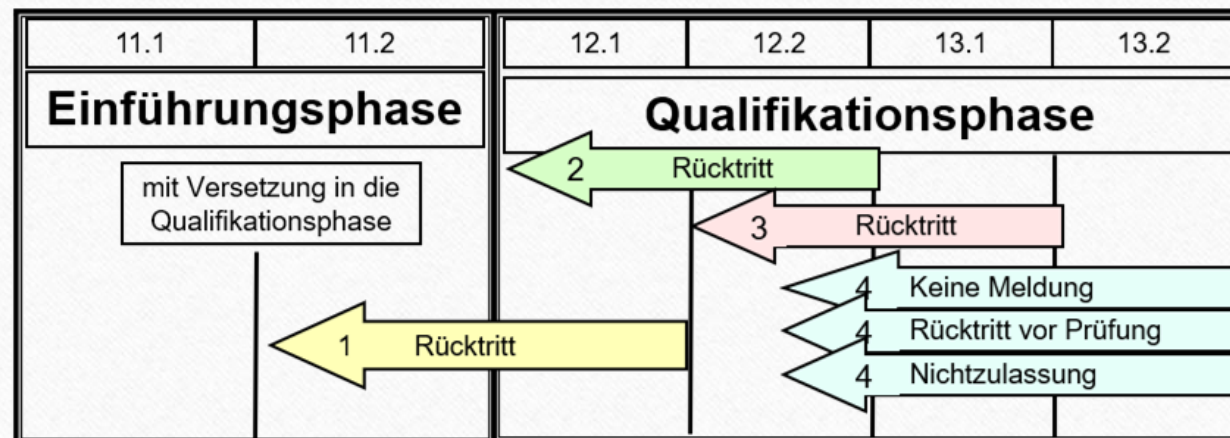 11.1
11.2
12.1
12.2
13.1
13.2
Einführungsphase
Qualifikationsphase
mit Versetzung in die
Qualifikationsphase
2 Rücktritt
3 Rücktritt
4 Keine Meldung
4 Rücktritt vor Prüfung
1 Rücktritt
4 Nichtzulassung